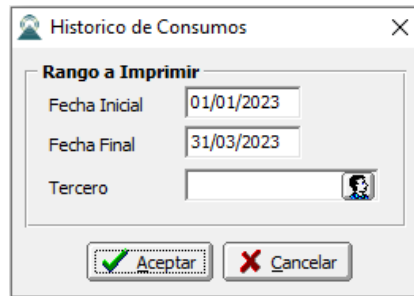 Historico de Consumos
Rango a Imprimir
Fecha Inicial 01/01/2023
Fecha Final 31/03/2023
Tercero
Aceptar Cancelar